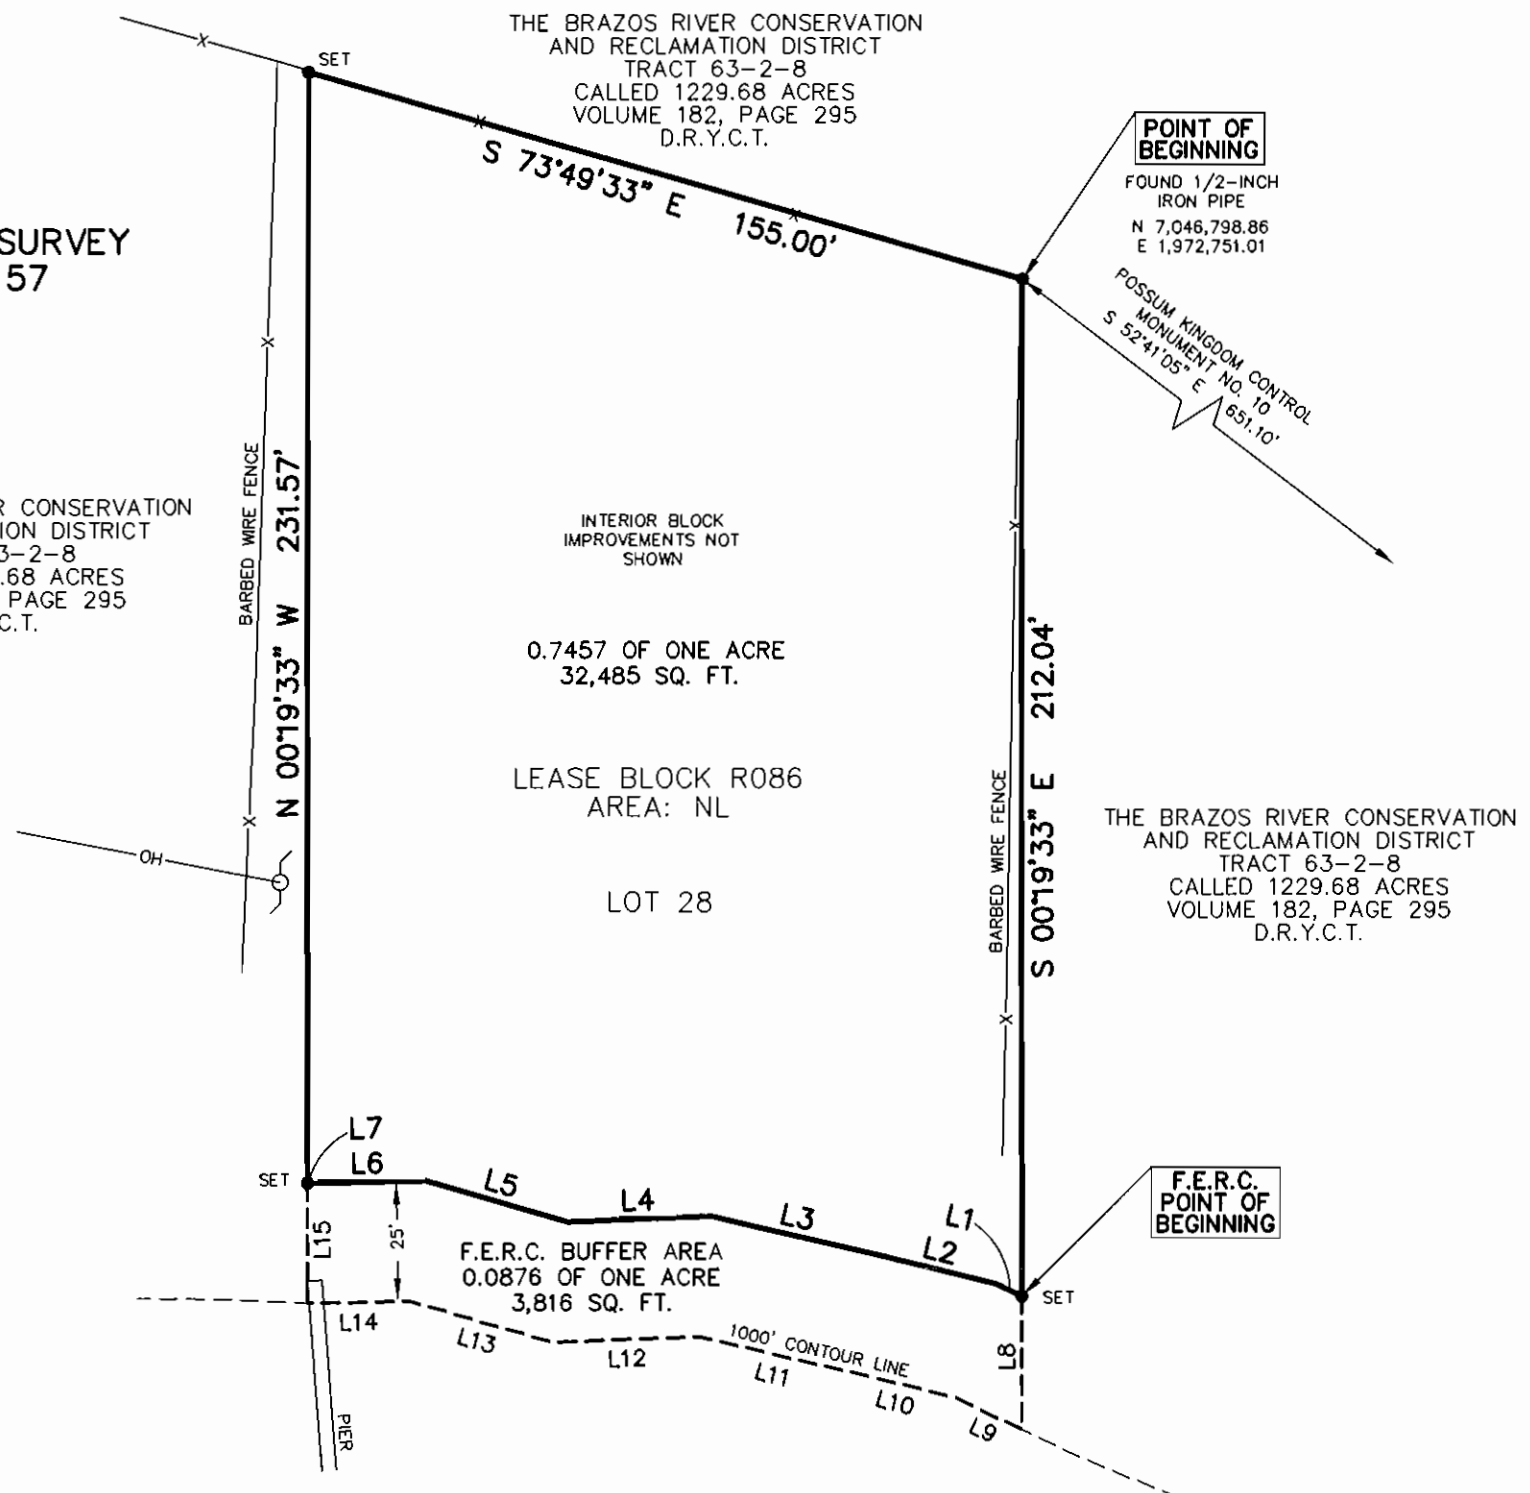 THE BRAZOS RIVER CONSERVATION
AND RECLAMATION DISTRICT
TRACT 63-2-8
CALLED 1229.68 ACRES
VOLUME 182, PAGE 295
D.R.Y.C.T.
X
SET
X
S 73°49'33" E 155.00'
X
POINT OF
BEGINNING
FOUND 1/2-INCH
IRON PIPE
N 7,046,798.86
E 1,972,751.01
POSSUM KINGDOM CONTROL
MONUMENT NO. 10
S 52°41'05" E 651.10'
SURVEY
57
X
BARBED WIRE FENCE
N 00°19'33" W 231.57'
X
R CONSERVATION
ION DISTRICT
3-2-8
.68 ACRES
PAGE 295
C.T.
INTERIOR BLOCK
IMPROVEMENTS NOT
SHOWN
0.7457 OF ONE ACRE
32,485 SQ. FT.
LEASE BLOCK R086
AREA: NL
LOT 28
OH
X
BARBED WIRE FENCE
X
S 00°19'33" E 212.04'
THE BRAZOS RIVER CONSERVATION
AND RECLAMATION DISTRICT
TRACT 63-2-8
CALLED 1229.68 ACRES
VOLUME 182, PAGE 295
D.R.Y.C.T.
L7
L6
SET
L5
L4
L3
L1
L2
F.E.R.C.
POINT OF
BEGINNING
SET
L15
25'
F.E.R.C. BUFFER AREA
0.0876 OF ONE ACRE
3,816 SQ. FT.
L14
L13
L12
1000' CONTOUR LINE
L11
L10
L9
L8
PIER